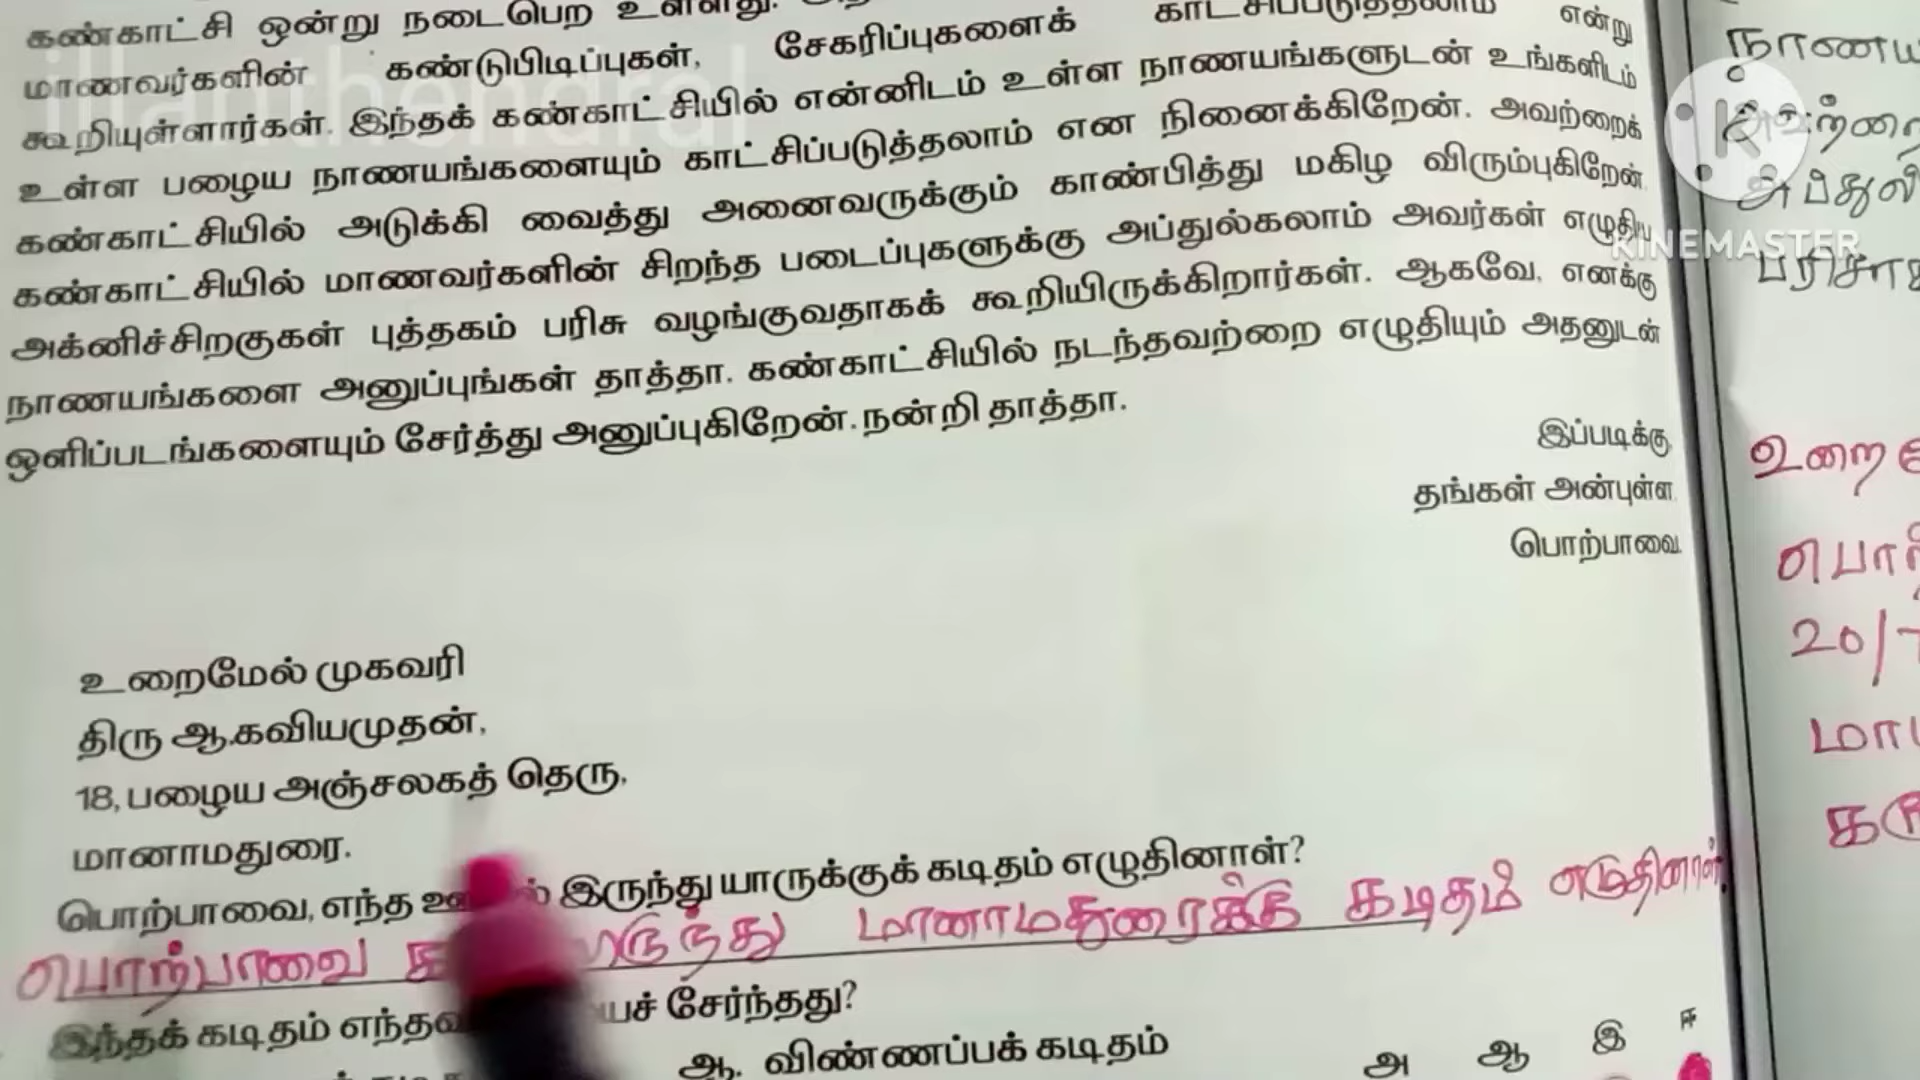 கண்காட்சி ஒன்று நடைபெற உள்ளது.
மாணவர்களின் கண்டுபிடிப்புகள், சேகரிப்புகளைக் காட்சிப்படுத்தலாம் என்று
கூறியுள்ளார்கள். இந்தக் கண்காட்சியில் என்னிடம் உள்ள நாணயங்களுடன் உங்களிடம்
உள்ள பழைய நாணயங்களையும் காட்சிப்படுத்தலாம் என நினைக்கிறேன். அவற்றைக்
கண்காட்சியில் அடுக்கி வைத்து அனைவருக்கும் காண்பித்து மகிழ விரும்புகிறேன்.
கண்காட்சியில் மாணவர்களின் சிறந்த படைப்புகளுக்கு அப்துல்கலாம் அவர்கள் எழுதிய
அக்னிச்சிறகுகள் புத்தகம் பரிசு வழங்குவதாகக் கூறியிருக்கிறார்கள். ஆகவே, எனக்கு
நாணயங்களை அனுப்புங்கள் தாத்தா. கண்காட்சியில் நடந்தவற்றை எழுதியும் அதனுடன்
ஒளிப்படங்களையும் சேர்த்து அனுப்புகிறேன். நன்றி தாத்தா.
இப்படிக்கு,
தங்கள் அன்புள்ள
பொற்பாவை.
உறைமேல் முகவரி
திரு ஆ.கவியமுதன்,
18, பழைய அஞ்சலகத் தெரு,
மானாமதுரை.
பொற்பாவை, எந்த இருந்து யாருக்குக் கடிதம் எழுதினாள்?
பொற்பாவை மானாமதுரைக்கு கடிதம் எழுதினாள்.
இந்தக் கடிதம் சேர்ந்தது?
ஆ. விண்ணப்பக் கடிதம்
அ ஆ இ ஈ
illanthendral
K
KINEMASTER
அவற்றை
20/7